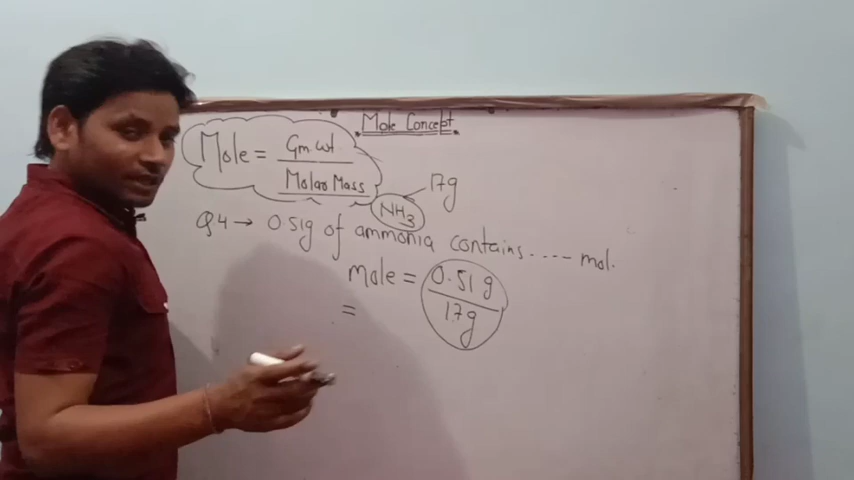 Mole Concept
Mole = Gm wt / Molar Mass
NH3 17g
Q4 → 0.51g of ammonia contains .... mol.
Mole = 0.51 g / 17g
=